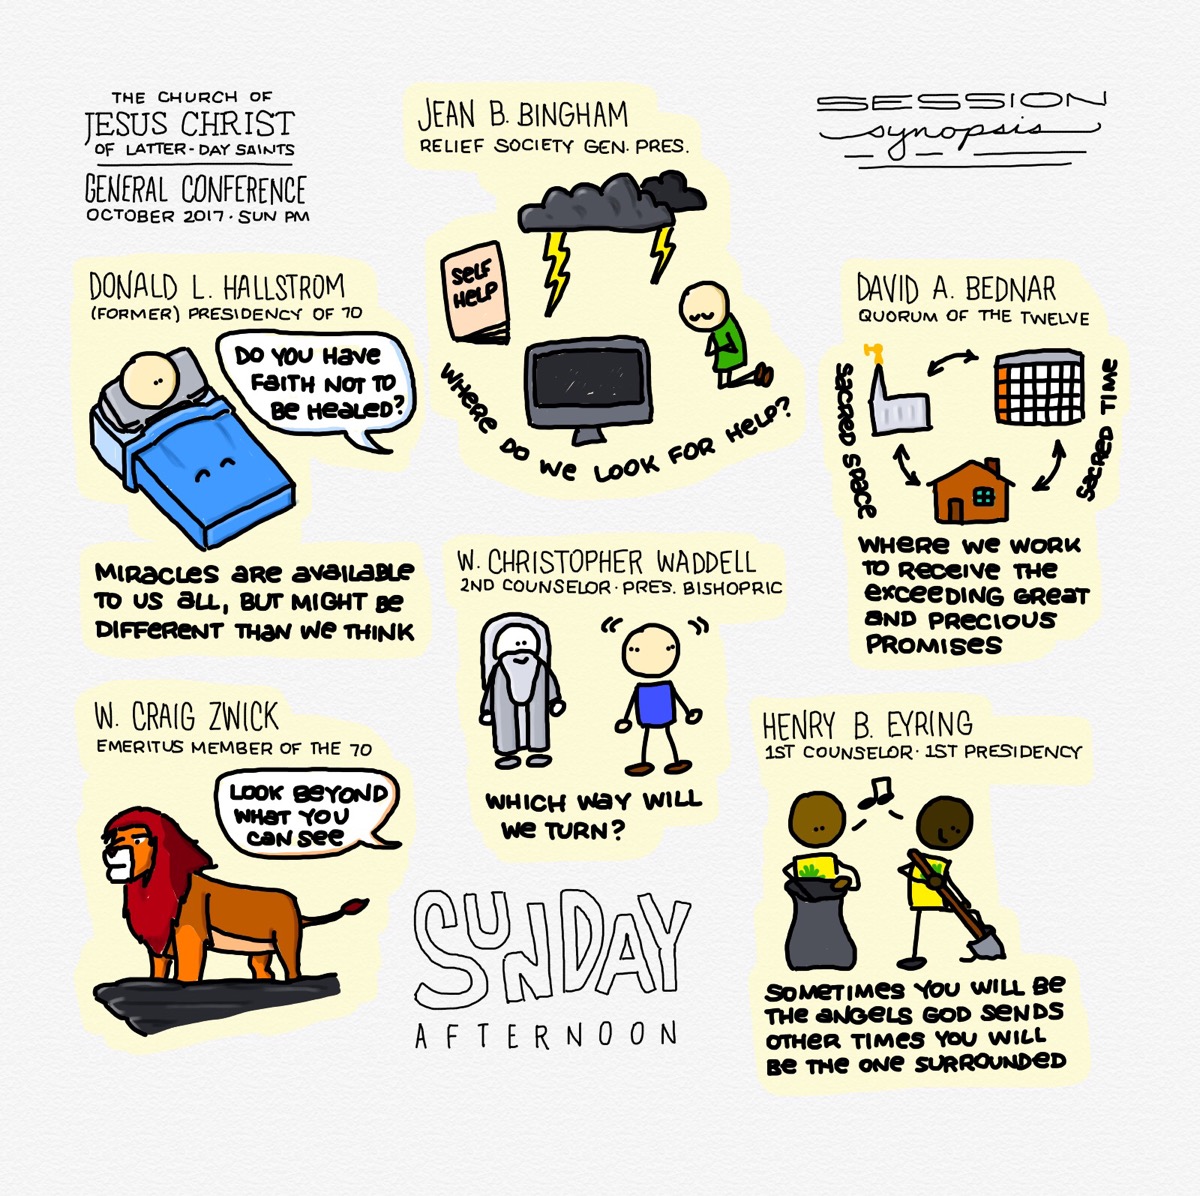 THE CHURCH OF
JESUS CHRIST
OF LATTER-DAY SAINTS
GENERAL CONFERENCE
OCTOBER 2017 · SUN PM
SESSION
synopsis
JEAN B. BINGHAM
RELIEF SOCIETY GEN. PRES.
SELF
HELP
WHERE DO WE LOOK FOR HELP?
DONALD L. HALLSTROM
(FORMER) PRESIDENCY OF 70
DO YOU HAVE
FAITH NOT TO
BE HEALED?
MIRACLES ARE AVAILABLE
TO US ALL, BUT MIGHT BE
DIFFERENT THAN WE THINK
DAVID A. BEDNAR
QUORUM OF THE TWELVE
SACRED SPACE
SACRED TIME
WHERE WE WORK
TO RECEIVE THE
EXCEEDING GREAT
AND PRECIOUS
PROMISES
W. CHRISTOPHER WADDELL
2ND COUNSELOR · PRES. BISHOPRIC
WHICH WAY WILL
WE TURN?
W. CRAIG ZWICK
EMERITUS MEMBER OF THE 70
LOOK BEYOND
WHAT YOU
CAN SEE
HENRY B. EYRING
1ST COUNSELOR · 1ST PRESIDENCY
SOMETIMES YOU WILL BE
THE ANGELS GOD SENDS
OTHER TIMES YOU WILL
BE THE ONE SURROUNDED
SUNDAY
AFTERNOON